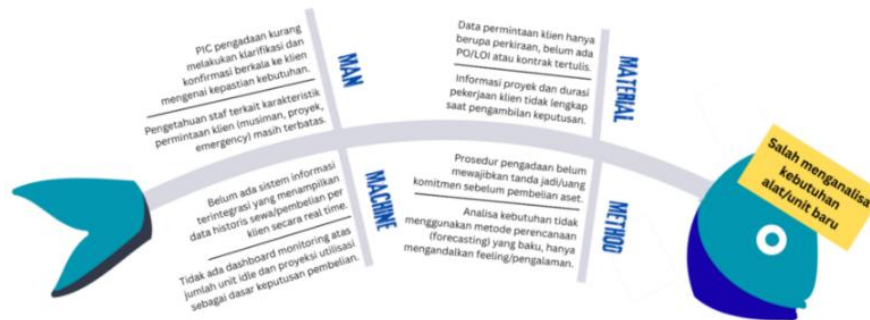 PIC pengadaan kurang
melakukan klarifikasi dan
konfirmasi berkala ke klien
mengenai kepastian kebutuhan.
Pengetahuan staf terkait karakteristik
permintaan klien (musiman, proyek,
emergency) masih terbatas.
MAN
Data permintaan klien hanya
berupa perkiraan, belum ada
PO/LOI atau kontrak tertulis.
Informasi proyek dan durasi
pekerjaan klien tidak lengkap
saat pengambilan keputusan.
MATERIAL
Belum ada sistem informasi
terintegrasi yang menampilkan
data historis sewa/pembelian per
klien secara real time.
Tidak ada dashboard monitoring atas
jumlah unit idle dan proyeksi utilisasi
sebagai dasar keputusan pembelian.
MACHINE
Prosedur pengadaan belum
mewajibkan tanda jadi/uang
komitmen sebelum pembelian aset.
Analisa kebutuhan tidak
menggunakan metode perencanaan
(forecasting) yang baku, hanya
mengandalkan feeling/pengalaman.
METHOD
Salah menganalisa
kebutuhan
alat/unit baru